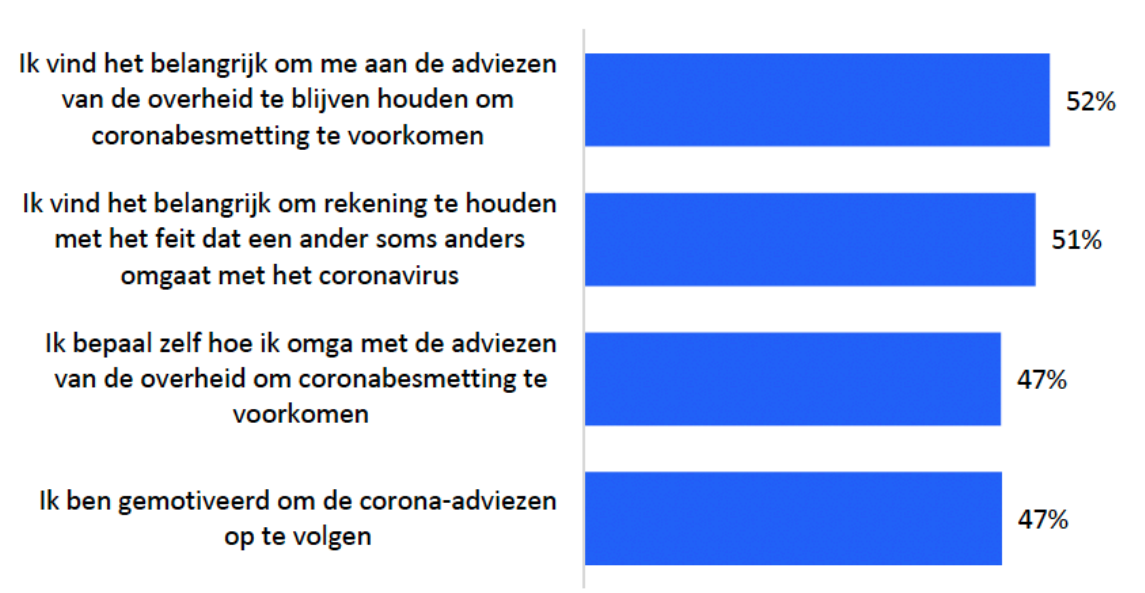 Ik vind het belangrijk om me aan de adviezen
van de overheid te blijven houden om
coronabesmetting te voorkomen
52%
Ik vind het belangrijk om rekening te houden
met het feit dat een ander soms anders
omgaat met het coronavirus
51%
Ik bepaal zelf hoe ik omga met de adviezen
van de overheid om coronabesmetting te
voorkomen
47%
Ik ben gemotiveerd om de corona-adviezen
op te volgen
47%